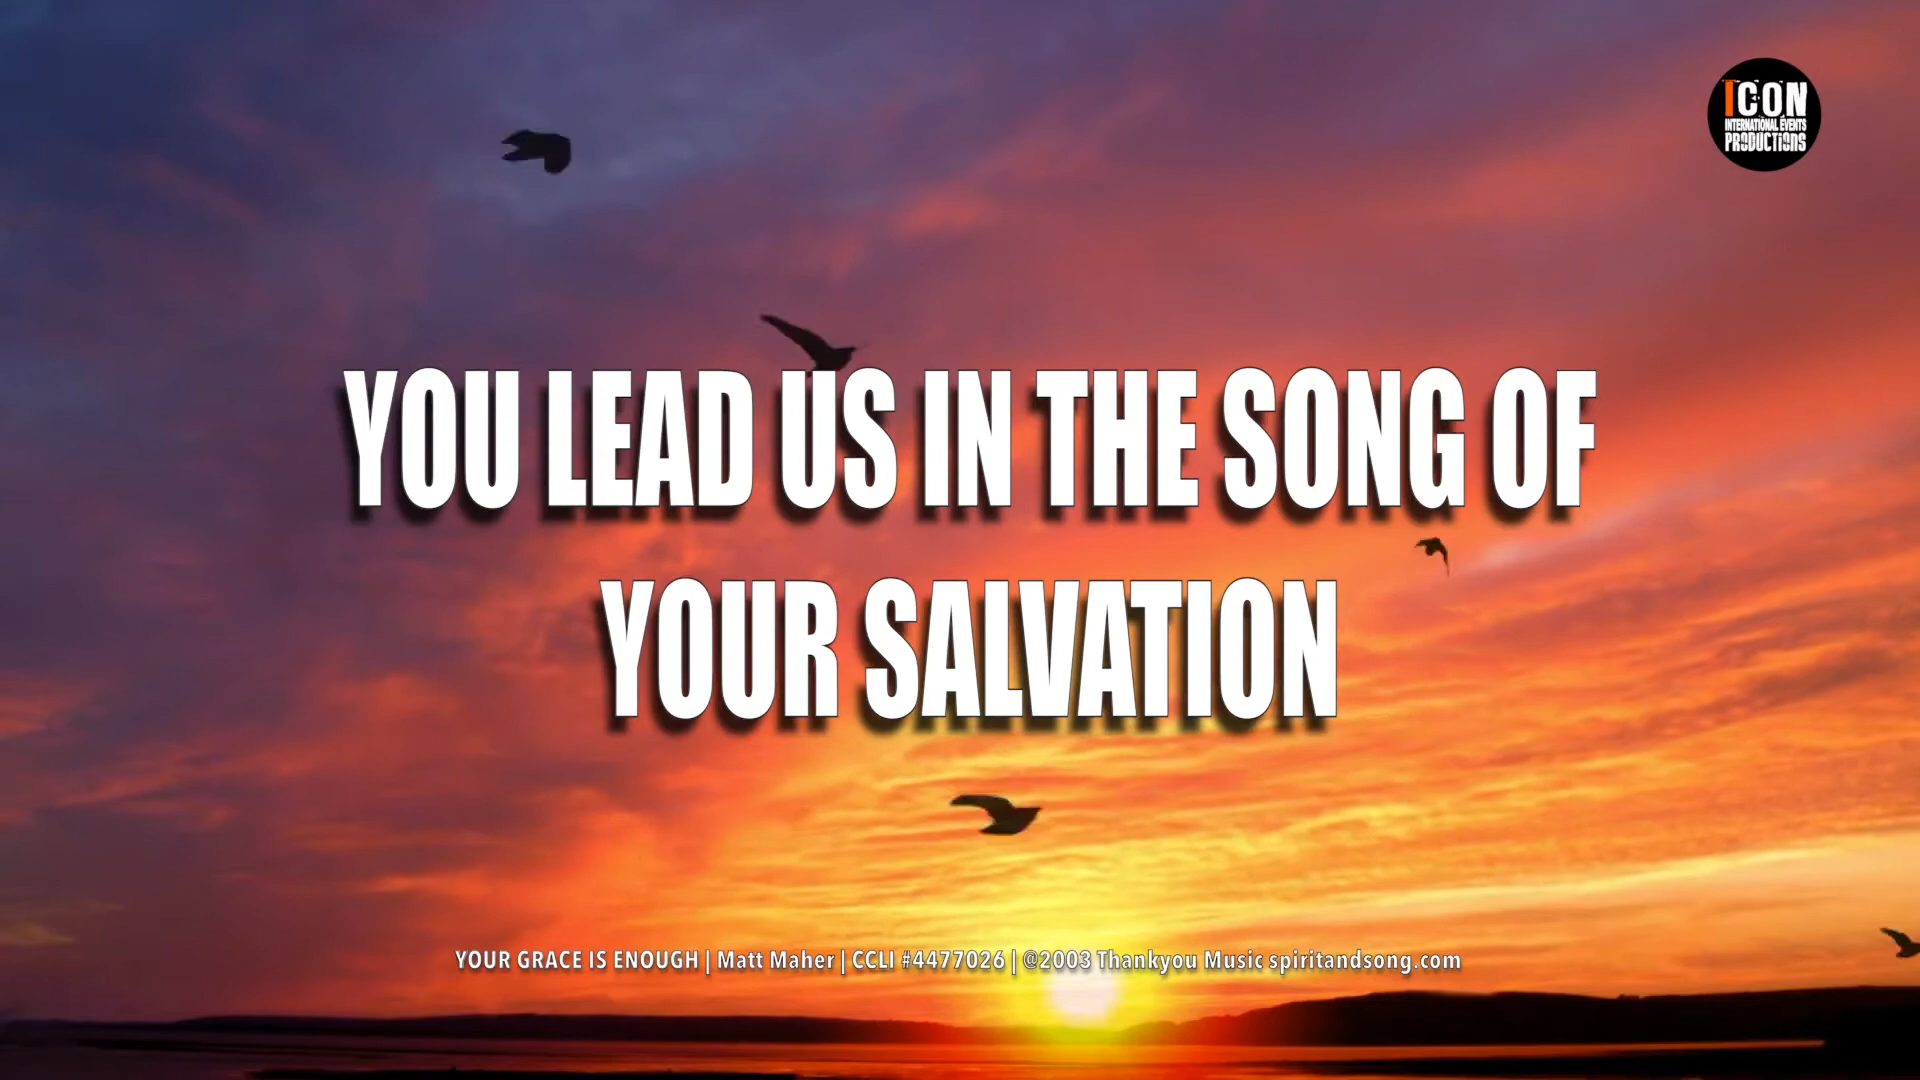 ICON
INTERNATIONAL EVENTS
PRODUCTIONS
YOU LEAD US IN THE SONG OF
YOUR SALVATION
YOUR GRACE IS ENOUGH | Matt Maher | CCLI #4477026 | @2003 Thankyou Music spiritandsong.com